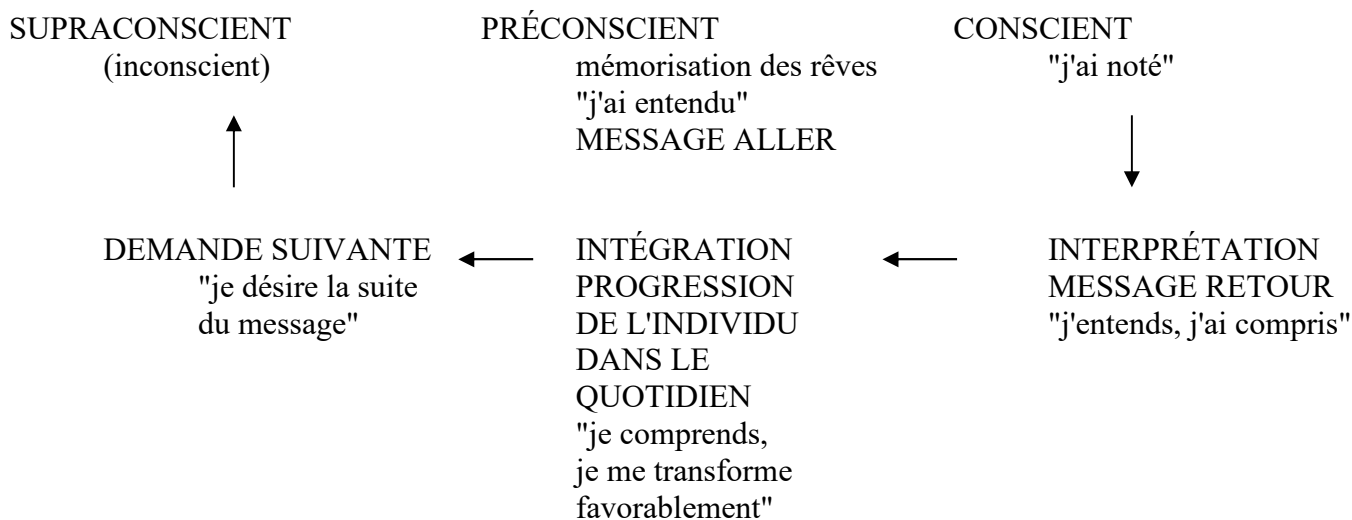 SUPRACONSCIENT
(inconscient)
PRÉCONSCIENT
mémorisation des rêves
"j'ai entendu"
MESSAGE ALLER
CONSCIENT
"j'ai noté"
DEMANDE SUIVANTE
"je désire la suite
du message"
INTÉGRATION
PROGRESSION
DE L'INDIVIDU
DANS LE
QUOTIDIEN
"je comprends,
je me transforme
favorablement"
INTERPRÉTATION
MESSAGE RETOUR
"j'entends, j'ai compris"